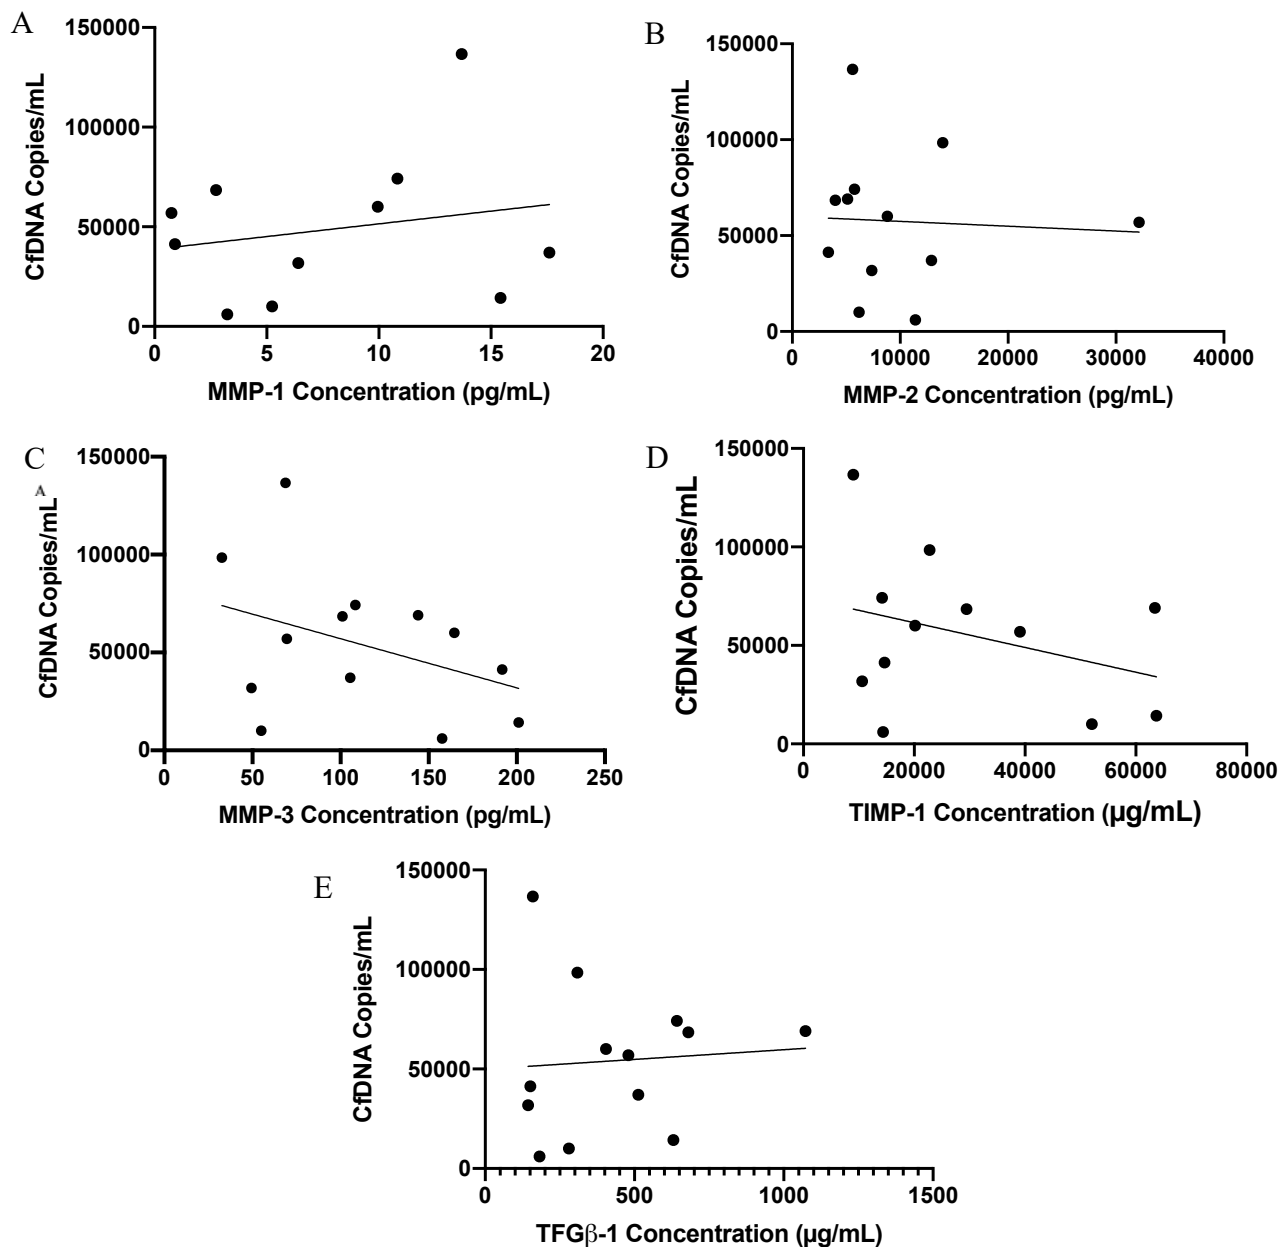 A
150000
100000
50000
0
CfDNA Copies/mL
0 5 10 15 20
MMP-1 Concentration (pg/mL)
B
150000
100000
50000
0
CfDNA Copies/mL
0 10000 20000 30000 40000
MMP-2 Concentration (pg/mL)
C
150000
100000
50000
0
CfDNA Copies/mL
A
0 50 100 150 200 250
MMP-3 Concentration (pg/mL)
D
150000
100000
50000
0
CfDNA Copies/mL
0 20000 40000 60000 80000
TIMP-1 Concentration (µg/mL)
E
150000
100000
50000
0
CfDNA Copies/mL
0 500 1000 1500
TFGβ-1 Concentration (µg/mL)